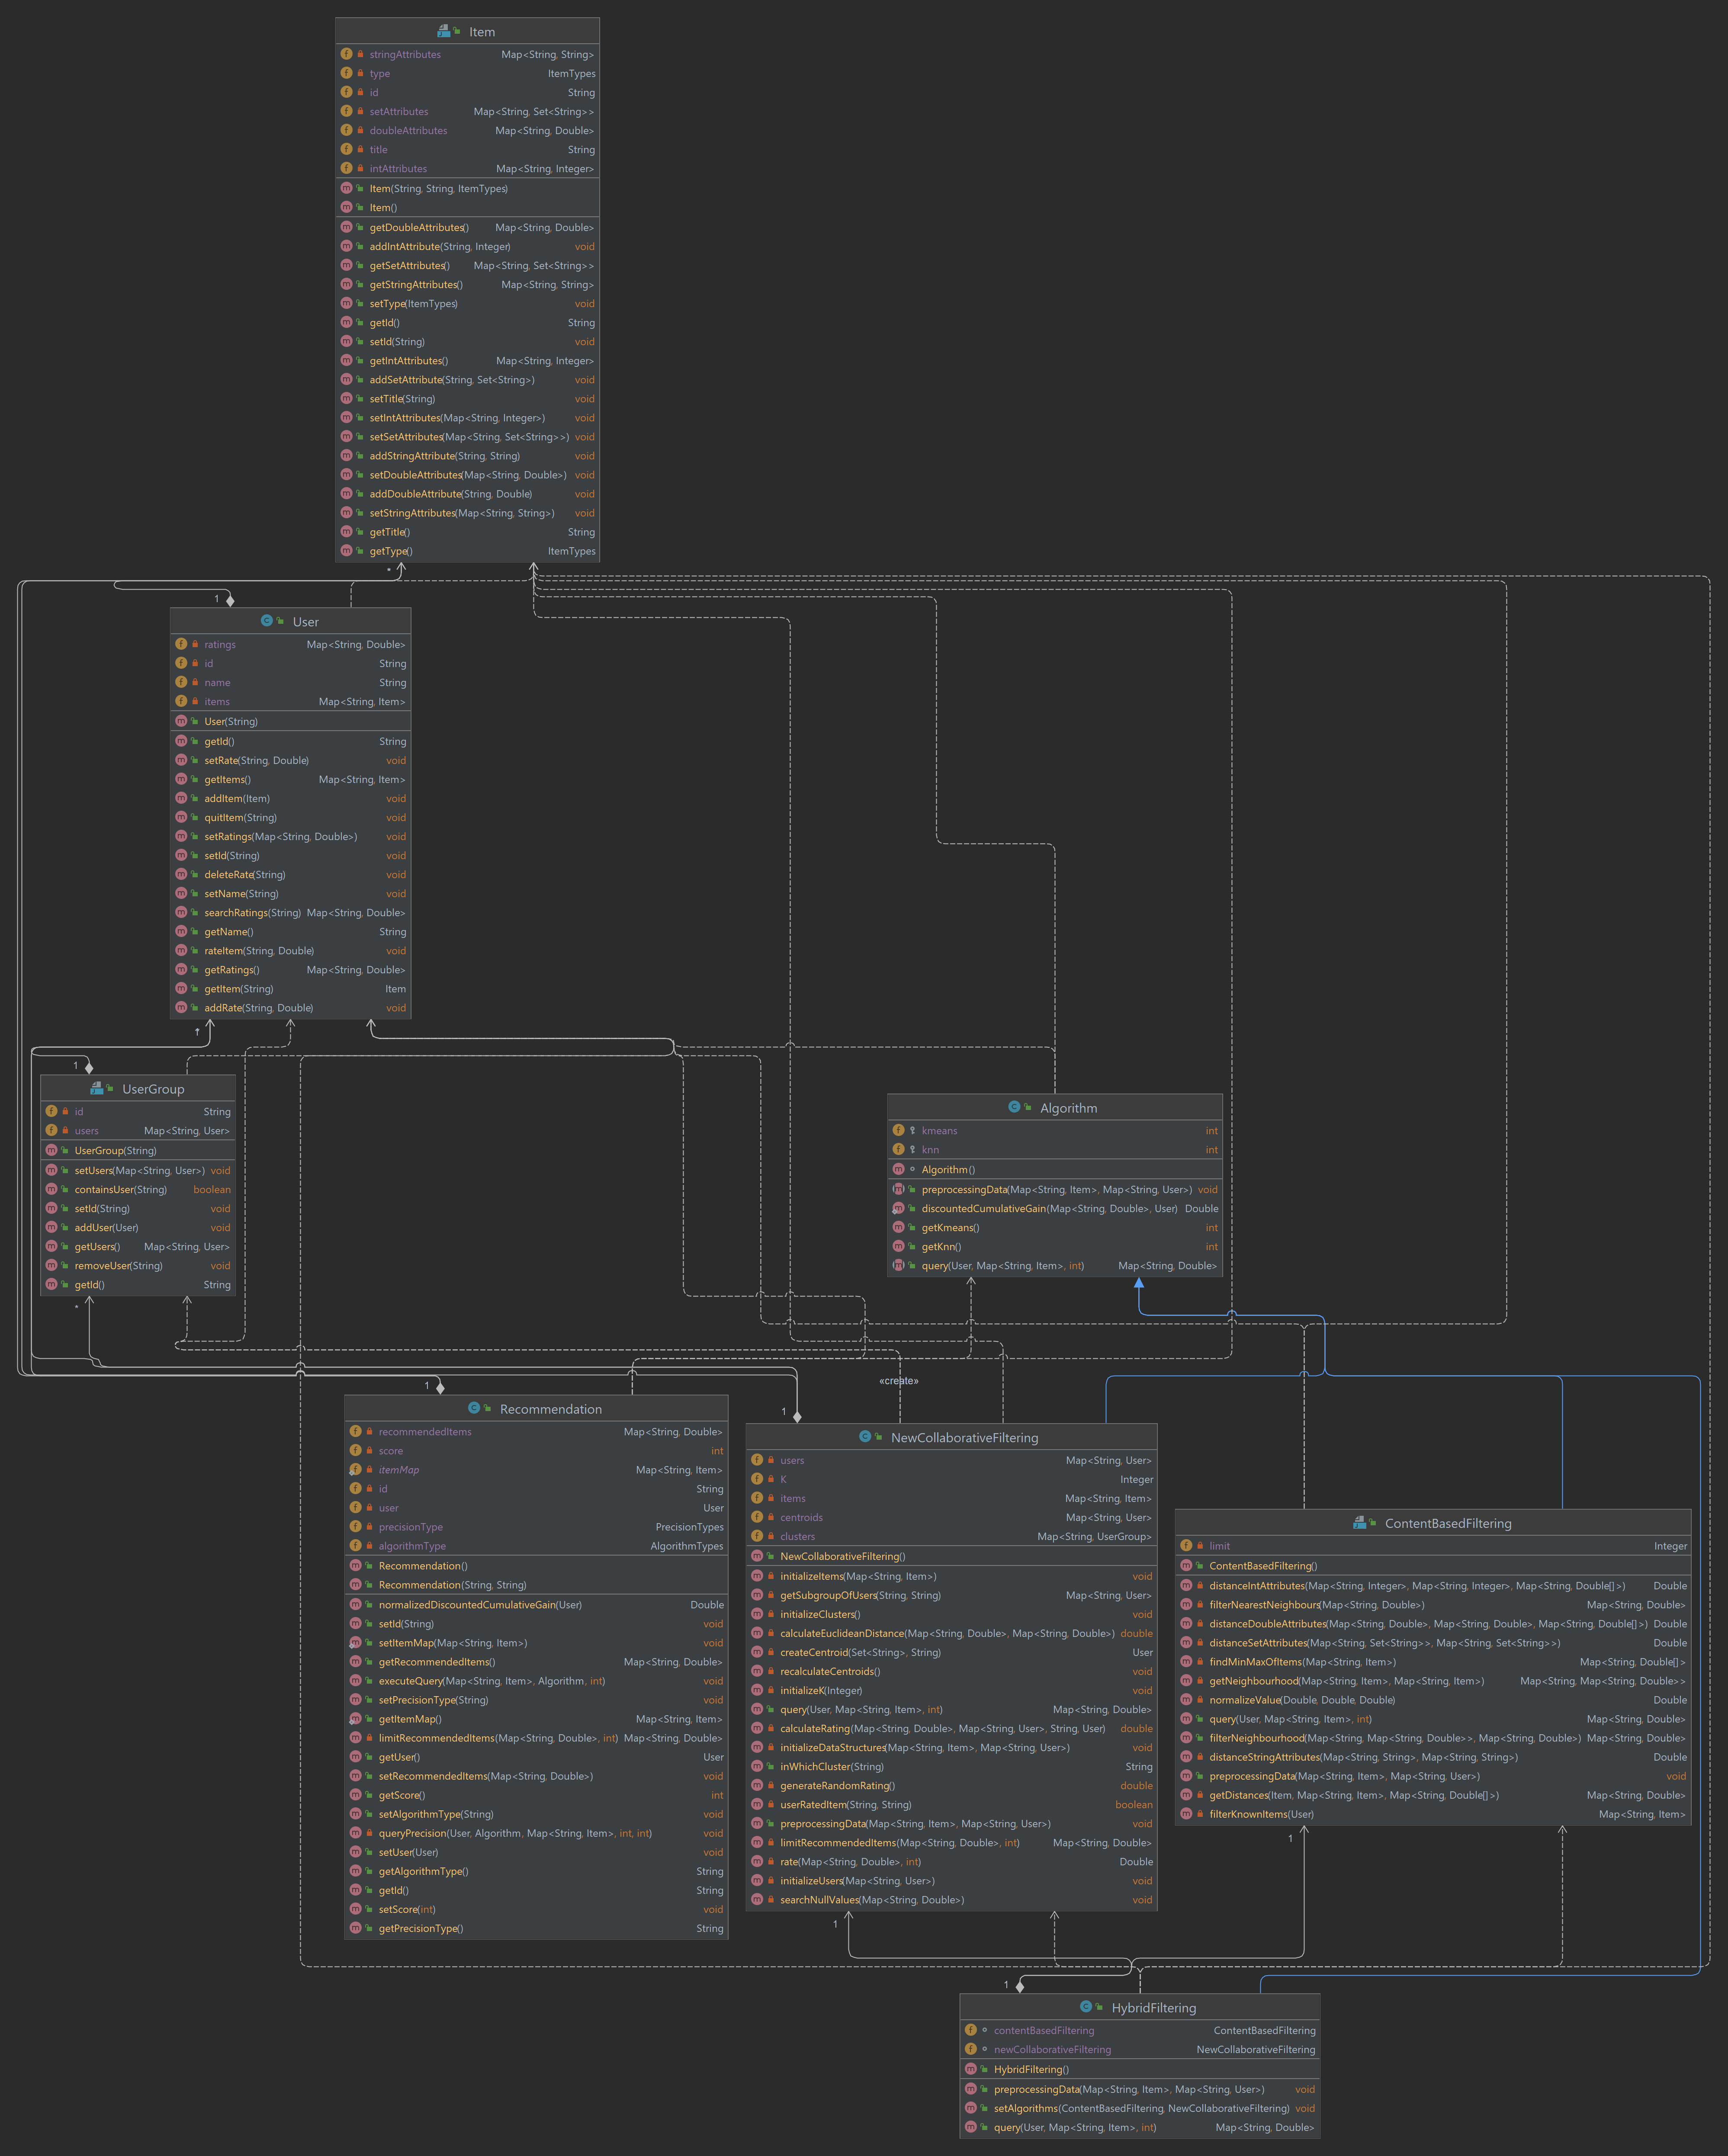 Item
stringAttributes Map<String, String>
type ItemTypes
id String
setAttributes Map<String, Set<String>>
doubleAttributes Map<String, Double>
title String
intAttributes Map<String, Integer>
Item(String, String, ItemTypes)
Item()
getDoubleAttributes() Map<String, Double>
addIntAttribute(String, Integer) void
getSetAttributes() Map<String, Set<String>>
getStringAttributes() Map<String, String>
setType(ItemTypes) void
getId() String
setId(String) void
getIntAttributes() Map<String, Integer>
addSetAttribute(String, Set<String>) void
setTitle(String) void
setIntAttributes(Map<String, Integer>) void
setSetAttributes(Map<String, Set<String>>) void
addStringAttribute(String, String) void
setDoubleAttributes(Map<String, Double>) void
addDoubleAttribute(String, Double) void
setStringAttributes(Map<String, String>) void
getTitle() String
getType() ItemTypes
*
1
User
ratings Map<String, Double>
id String
name String
items Map<String, Item>
User(String)
getId() String
setRate(String, Double) void
getItems() Map<String, Item>
addItem(Item) void
quitItem(String) void
setRatings(Map<String, Double>) void
setId(String) void
deleteRate(String) void
setName(String) void
searchRatings(String) Map<String, Double>
getName() String
rateItem(String, Double) void
getRatings() Map<String, Double>
getItem(String) Item
addRate(String, Double) void
*
1
UserGroup
id String
users Map<String, User>
UserGroup(String)
setUsers(Map<String, User>) void
containsUser(String) boolean
setId(String) void
addUser(User) void
getUsers() Map<String, User>
removeUser(String) void
getId() String
*
Algorithm
kmeans int
knn int
Algorithm()
preprocessingData(Map<String, Item>, Map<String, User>) void
discountedCumulativeGain(Map<String, Double>, User) Double
getKmeans() int
getKnn() int
query(User, Map<String, Item>, int) Map<String, Double>
«create»
1
Recommendation
recommendedItems Map<String, Double>
score int
itemMap Map<String, Item>
id String
user User
precisionType PrecisionTypes
algorithmType AlgorithmTypes
Recommendation()
Recommendation(String, String)
normalizedDiscountedCumulativeGain(User) Double
setId(String) void
setItemMap(Map<String, Item>) void
getRecommendedItems() Map<String, Double>
executeQuery(Map<String, Item>, Algorithm, int) void
setPrecisionType(String) void
getItemMap() Map<String, Item>
limitRecommendedItems(Map<String, Double>, int) Map<String, Double>
getUser() User
setRecommendedItems(Map<String, Double>) void
getScore() int
setAlgorithmType(String) void
queryPrecision(User, Algorithm, Map<String, Item>, int, int) void
setUser(User) void
getAlgorithmType() String
getId() String
setScore(int) void
getPrecisionType() String
1
NewCollaborativeFiltering
users Map<String, User>
K Integer
items Map<String, Item>
centroids Map<String, User>
clusters Map<String, UserGroup>
NewCollaborativeFiltering()
initializeItems(Map<String, Item>) void
getSubgroupOfUsers(String, String) Map<String, User>
initializeClusters() void
calculateEuclideanDistance(Map<String, Double>, Map<String, Double>) double
createCentroid(Set<String>, String) User
recalculateCentroids() void
initializeK(Integer) void
query(User, Map<String, Item>, int) Map<String, Double>
calculateRating(Map<String, Double>, Map<String, User>, String, User) double
initializeDataStructures(Map<String, Item>, Map<String, User>) void
inWhichCluster(String) String
generateRandomRating() double
userRatedItem(String, String) boolean
preprocessingData(Map<String, Item>, Map<String, User>) void
limitRecommendedItems(Map<String, Double>, int) Map<String, Double>
rate(Map<String, Double>, int) Double
initializeUsers(Map<String, User>) void
searchNullValues(Map<String, Double>) void
1
ContentBasedFiltering
limit Integer
ContentBasedFiltering()
distanceIntAttributes(Map<String, Integer>, Map<String, Integer>, Map<String, Double[]>) Double
filterNearestNeighbours(Map<String, Double>) Map<String, Double>
distanceDoubleAttributes(Map<String, Double>, Map<String, Double>, Map<String, Double[]>) Double
distanceSetAttributes(Map<String, Set<String>>, Map<String, Set<String>>) Double
findMinMaxOfItems(Map<String, Item>) Map<String, Double[]>
getNeighbourhood(Map<String, Item>, Map<String, Item>) Map<String, Map<String, Double>>
normalizeValue(Double, Double, Double) Double
query(User, Map<String, Item>, int) Map<String, Double>
filterNeighbourhood(Map<String, Map<String, Double>>, Map<String, Double>) Map<String, Double>
distanceStringAttributes(Map<String, String>, Map<String, String>) Double
preprocessingData(Map<String, Item>, Map<String, User>) void
getDistances(Item, Map<String, Item>, Map<String, Double[]>) Map<String, Double>
filterKnownItems(User) Map<String, Item>
1
1
HybridFiltering
contentBasedFiltering ContentBasedFiltering
newCollaborativeFiltering NewCollaborativeFiltering
HybridFiltering()
preprocessingData(Map<String, Item>, Map<String, User>) void
setAlgorithms(ContentBasedFiltering, NewCollaborativeFiltering) void
query(User, Map<String, Item>, int) Map<String, Double>